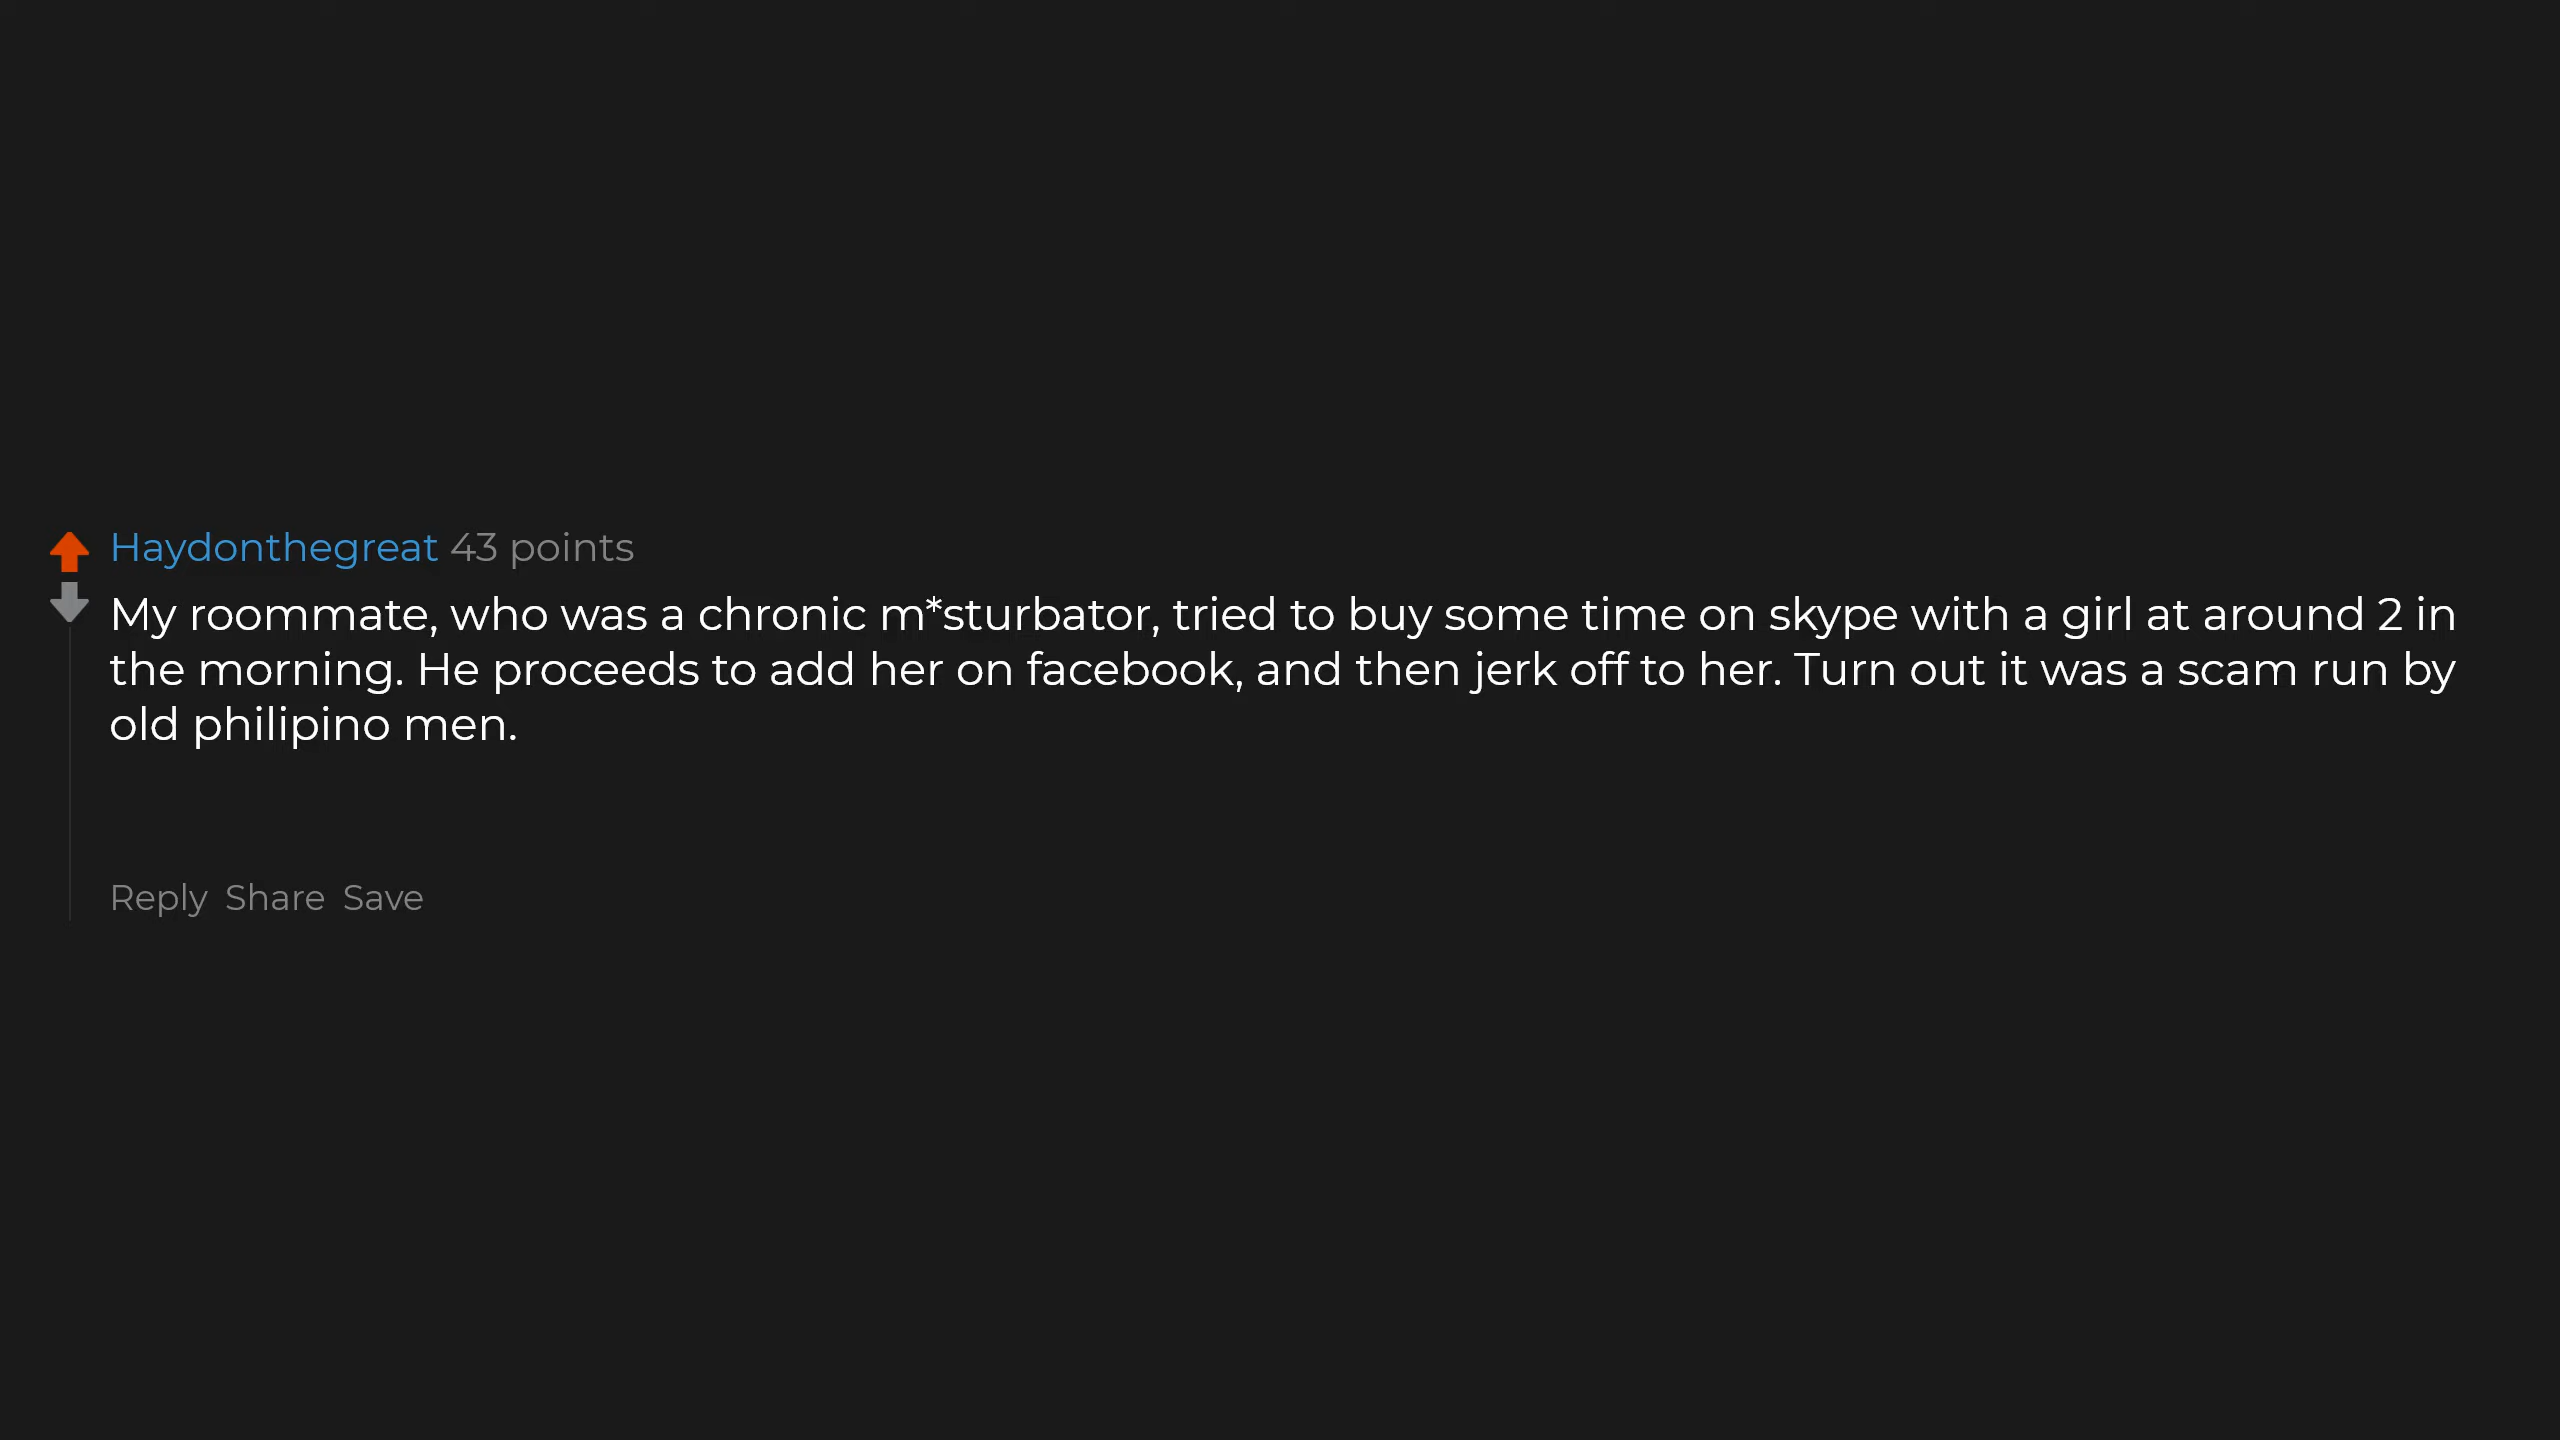 Haydonthegreat 43 points
My roommate, who was a chronic m*sturbator, tried to buy some time on skype with a girl at around 2 in
the morning. He proceeds to add her on facebook, and then jerk off to her. Turn out it was a scam run by
old philipino men.
Reply Share Save